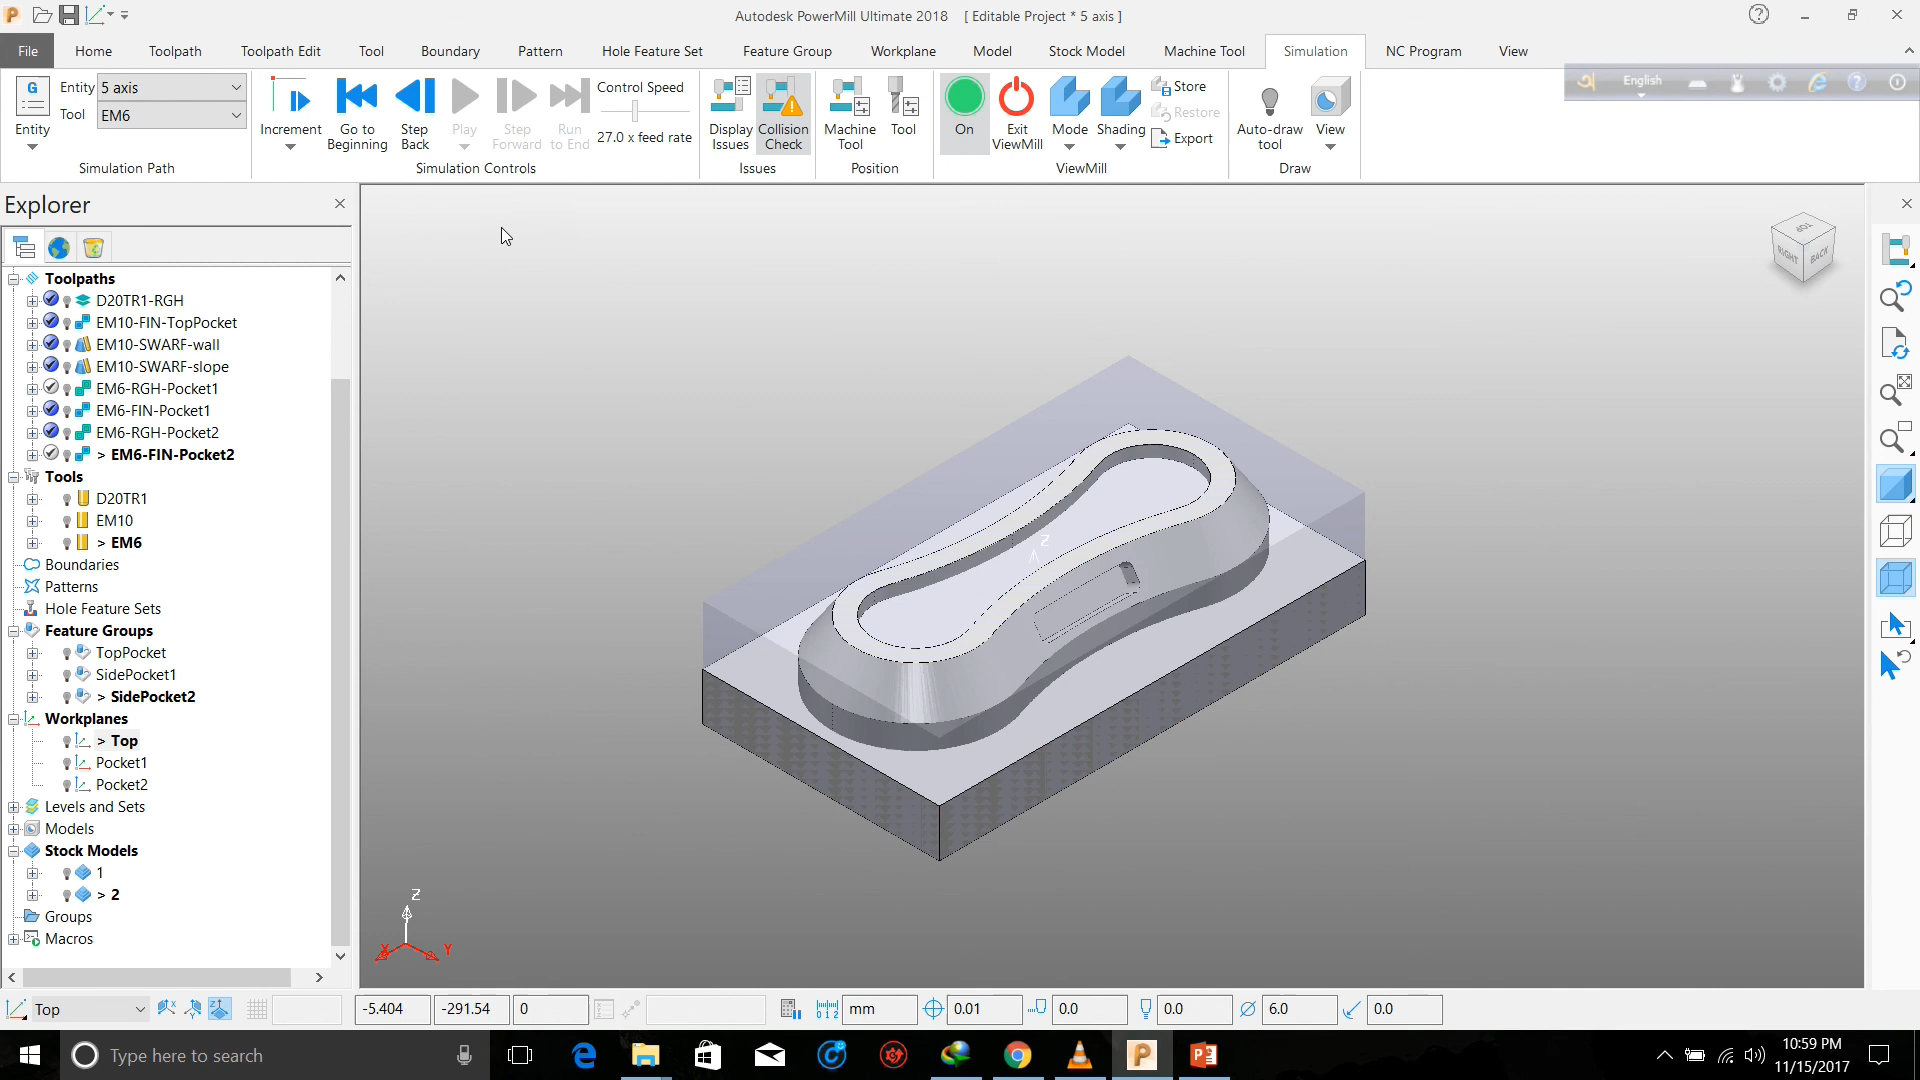 Autodesk PowerMill Ultimate 2018    [ Editable Project * 5 axis ]
File Home Toolpath Toolpath Edit Tool Boundary Pattern Hole Feature Set Feature Group Workplane Model Stock Model Machine Tool Simulation NC Program View
English
Entity 5 axis
Tool EM6
Entity
Increment
Go to Beginning
Step Back
Play
Step Forward
Run to End
Control Speed
27.0 x feed rate
Display Issues
Collision Check
Machine Tool
Tool
On
Exit ViewMill
Mode
Shading
Store
Restore
Export
Auto-draw tool
View
Simulation Path
Simulation Controls
Issues
Position
ViewMill
Draw
Explorer
Toolpaths
D20TR1-RGH
EM10-FIN-TopPocket
EM10-SWARF-wall
EM10-SWARF-slope
EM6-RGH-Pocket1
EM6-FIN-Pocket1
EM6-RGH-Pocket2
> EM6-FIN-Pocket2
Tools
D20TR1
EM10
> EM6
Boundaries
Patterns
Hole Feature Sets
Feature Groups
TopPocket
SidePocket1
> SidePocket2
Workplanes
> Top
Pocket1
Pocket2
Levels and Sets
Models
Stock Models
1
> 2
Groups
Macros
TOP
RIGHT
BACK
Z
Z
X
Y
Top
-5.404
-291.54
0
mm
0.01
0.0
0.0
6.0
0.0
Type here to search
10:59 PM
11/15/2017